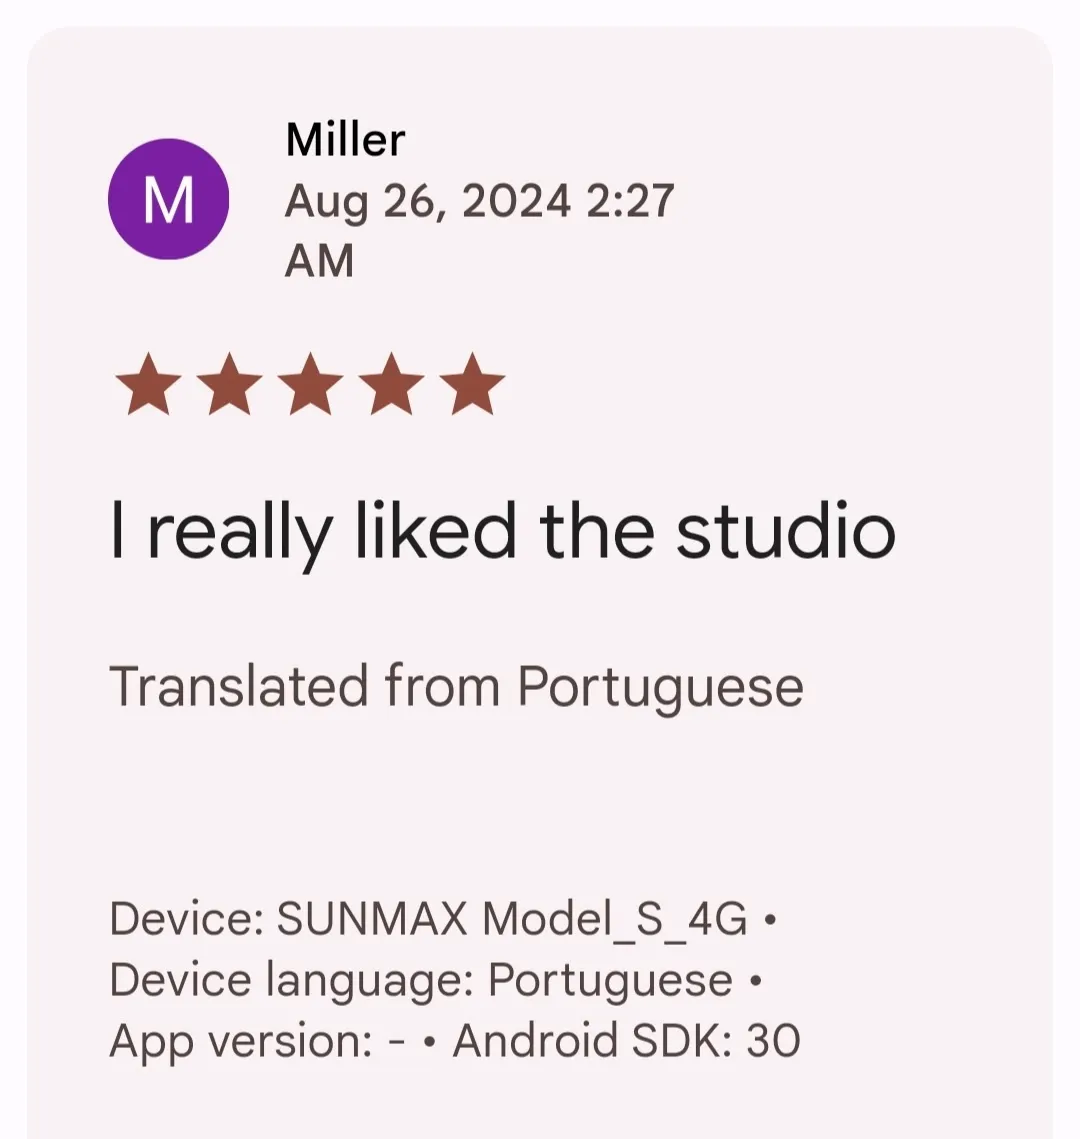 M
Miller
Aug 26, 2024 2:27
AM
I really liked the studio
Translated from Portuguese
Device: SUNMAX Model_S_4G •
Device language: Portuguese •
App version: - • Android SDK: 30